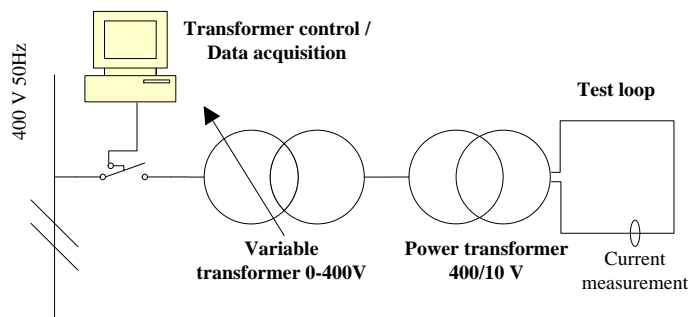 Transformer control /
Data acquisition
400 V 50Hz
Test loop
Variable
transformer 0-400V
Power transformer
400/10 V
Current
measurement